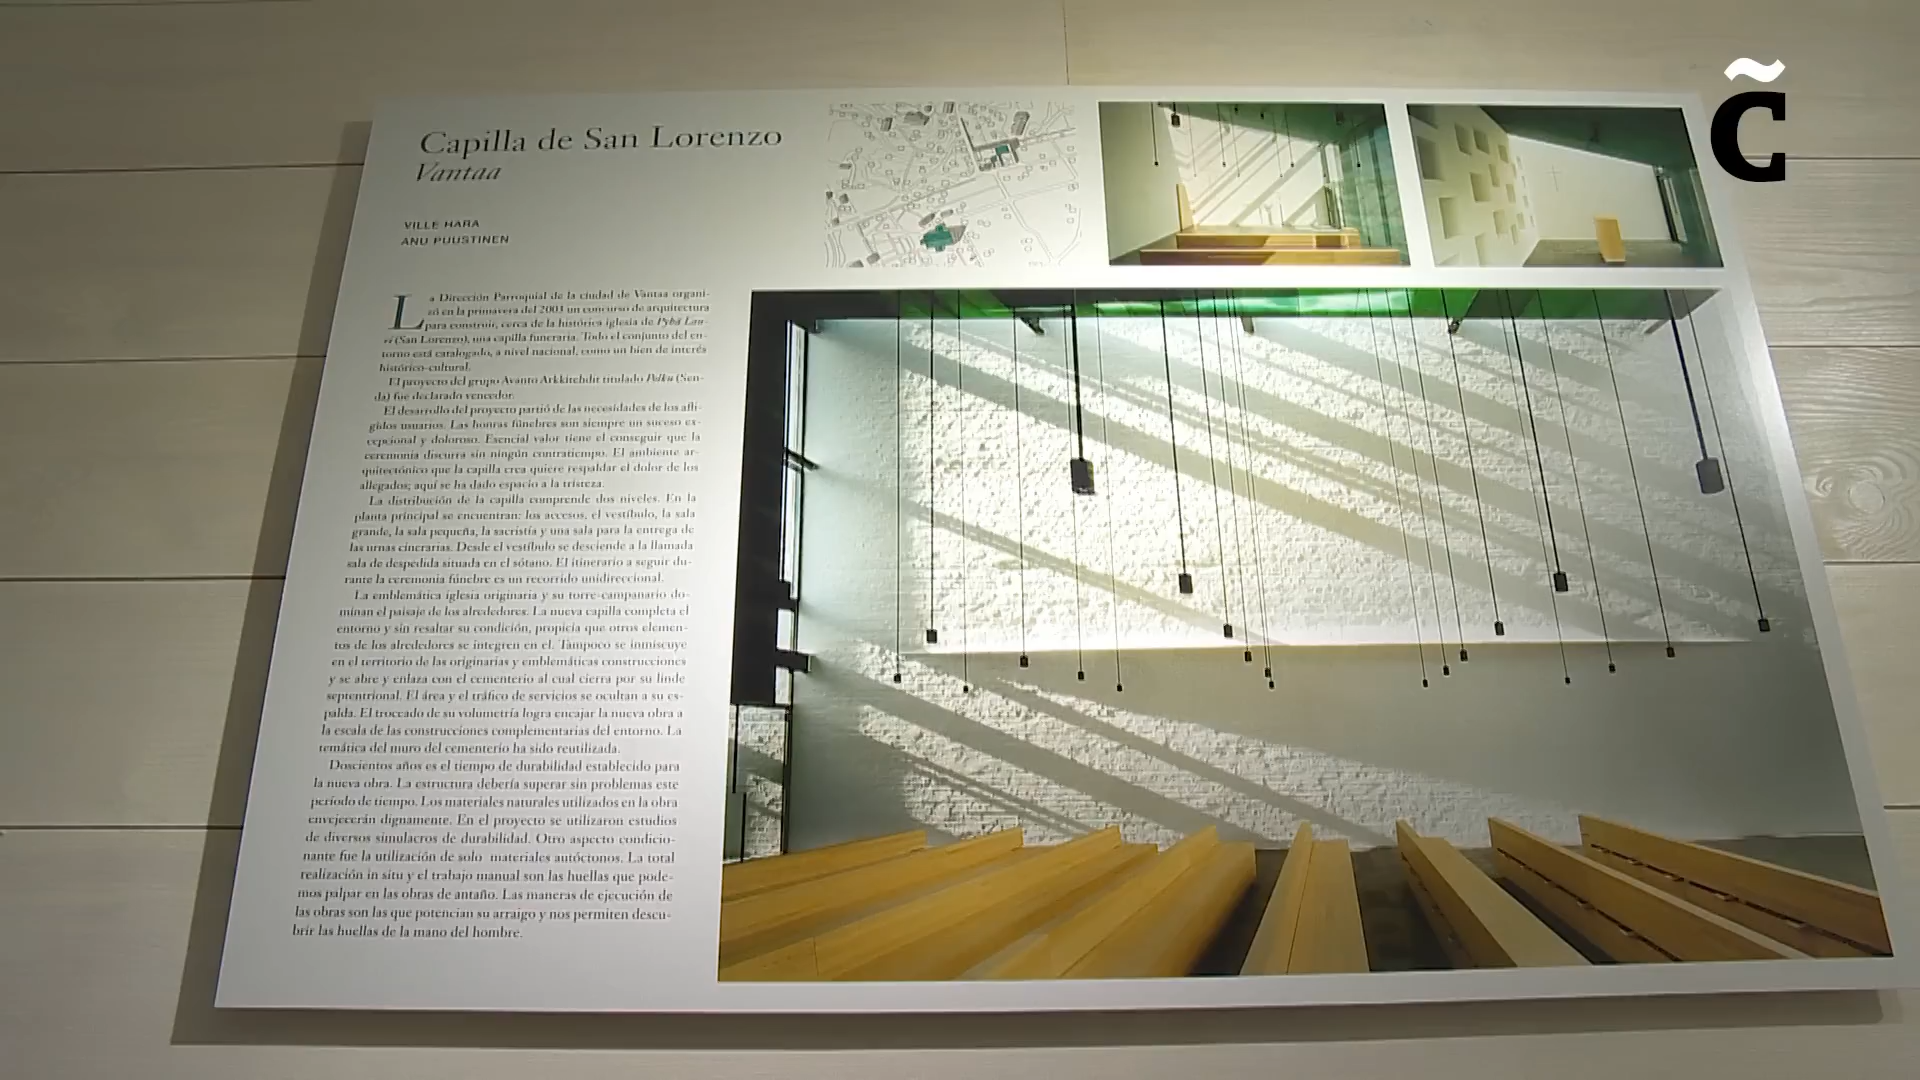 Capilla de San Lorenzo
Vantaa
VILLE HARA
ANU PUUSTINEN
La Dirección Parroquial de la ciudad de Vantaa organi-
zó en la primavera del 2003 un concurso de arquitectura
para construir, cerca de la histórica iglesia de Pyhä Lau-
ri (San Lorenzo), una capilla funeraria. Todo el conjunto del en-
torno está catalogado, a nivel nacional, como un bien de interés
histórico-cultural.
El proyecto del grupo Avanto Arkkitehdit titulado Polku (Sen-
da) fue declarado vencedor.
El desarrollo del proyecto partió de las necesidades de los afli-
gidos usuarios. Las honras fúnebres son siempre un suceso ex-
cepcional y doloroso. Esencial valor tiene el conseguir que la
ceremonia discurra sin ningún contratiempo. El ambiente ar-
quitectónico que la capilla crea quiere respaldar el dolor de los
allegados; aquí se ha dado espacio a la tristeza.
La distribución de la capilla comprende dos niveles. En la
planta principal se encuentran: los accesos, el vestíbulo, la sala
grande, la sala pequeña, la sacristía y una sala para la entrega de
las urnas cinerarias. Desde el vestíbulo se desciende a la llamada
sala de despedida situada en el sótano. El itinerario a seguir du-
rante la ceremonia fúnebre es un recorrido unidireccional.
La emblemática iglesia originaria y su torre-campanario do-
minan el paisaje de los alrededores. La nueva capilla completa el
entorno y sin resaltar su condición, propicia que otros elemen-
tos de los alrededores se integren en el. Tampoco se inmiscuye
en el territorio de las originarias y emblemáticas construcciones
y se abre y enlaza con el cementerio al cual cierra por su linde
septentrional. El área y el tráfico de servicios se ocultan a su es-
palda. El troceado de su volumetría logra encajar la nueva obra a
la escala de las construcciones complementarias del entorno. La
temática del muro del cementerio ha sido reutilizada.
Doscientos años es el tiempo de durabilidad establecido para
la nueva obra. La estructura debería superar sin problemas este
período de tiempo. Los materiales naturales utilizados en la obra
envejecerán dignamente. En el proyecto se utilizaron estudios
de diversos simulacros de durabilidad. Otro aspecto condicio-
nante fue la utilización de solo materiales autóctonos. La total
realización in situ y el trabajo manual son las huellas que pode-
mos palpar en las obras de antaño. Las maneras de ejecución de
las obras son las que potencian su arraigo y nos permiten descu-
brir las huellas de la mano del hombre.
C̃